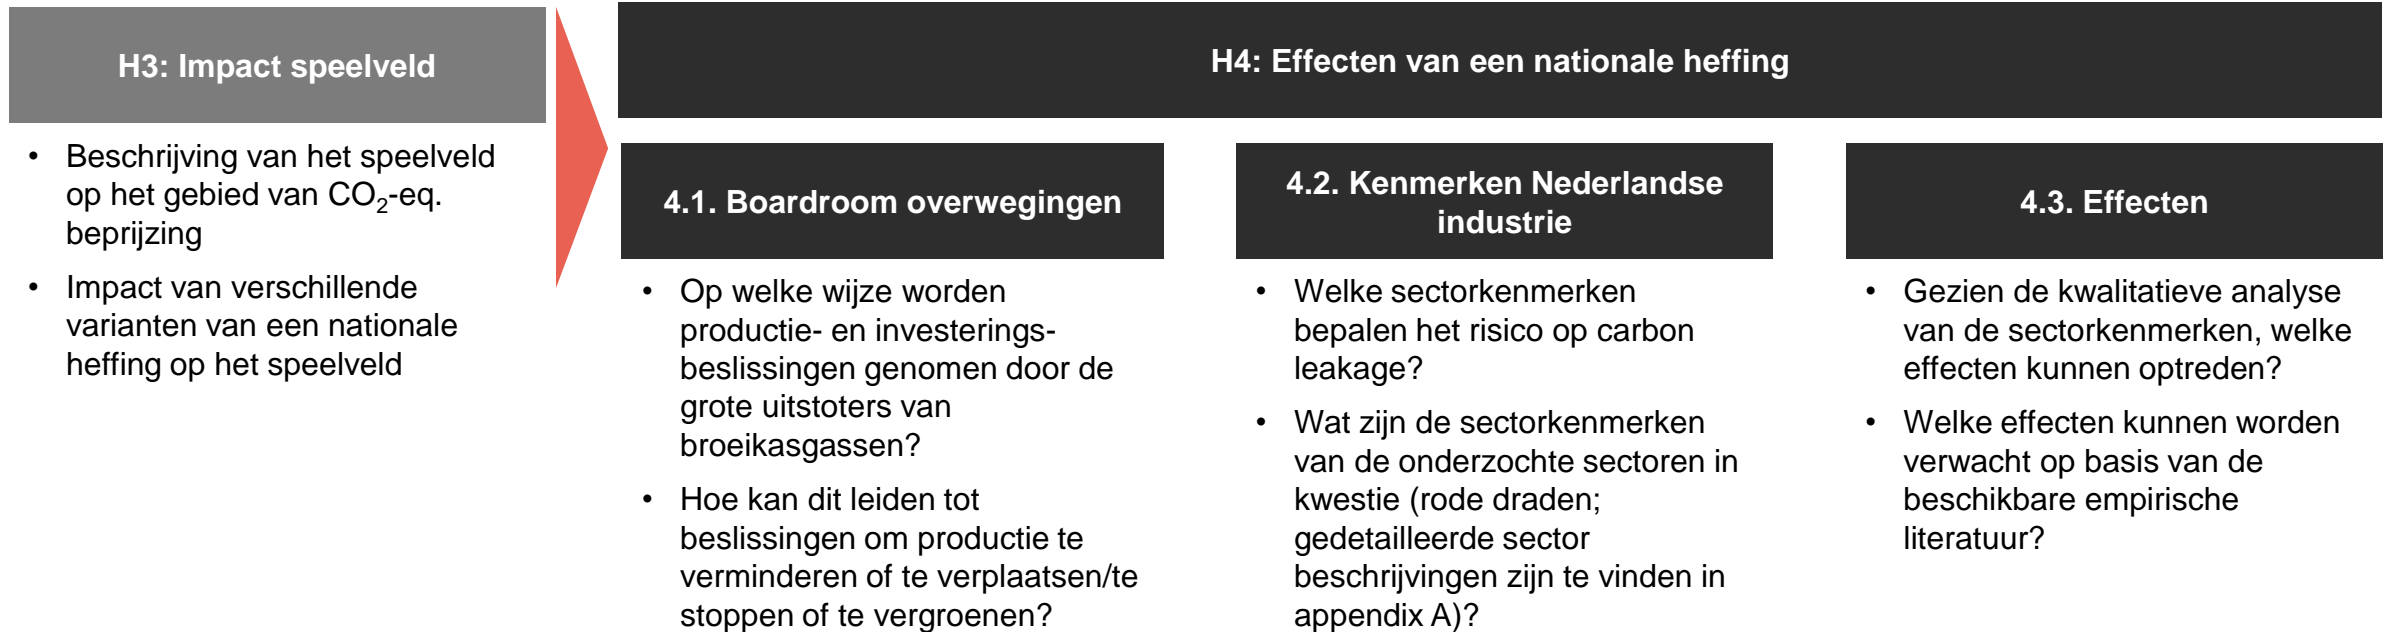 H3: Impact speelveld
• Beschrijving van het speelveld
op het gebied van CO₂-eq.
beprijzing
• Impact van verschillende
varianten van een nationale
heffing op het speelveld
H4: Effecten van een nationale heffing
4.1. Boardroom overwegingen
• Op welke wijze worden
productie- en investerings-
beslissingen genomen door de
grote uitstoters van
broeikasgassen?
• Hoe kan dit leiden tot
beslissingen om productie te
verminderen of te verplaatsen/te
stoppen of te vergroenen?
4.2. Kenmerken Nederlandse
industrie
• Welke sectorkenmerken
bepalen het risico op carbon
leakage?
• Wat zijn de sectorkenmerken
van de onderzochte sectoren in
kwestie (rode draden;
gedetailleerde sector
beschrijvingen zijn te vinden in
appendix A)?
4.3. Effecten
• Gezien de kwalitatieve analyse
van de sectorkenmerken, welke
effecten kunnen optreden?
• Welke effecten kunnen worden
verwacht op basis van de
beschikbare empirische
literatuur?